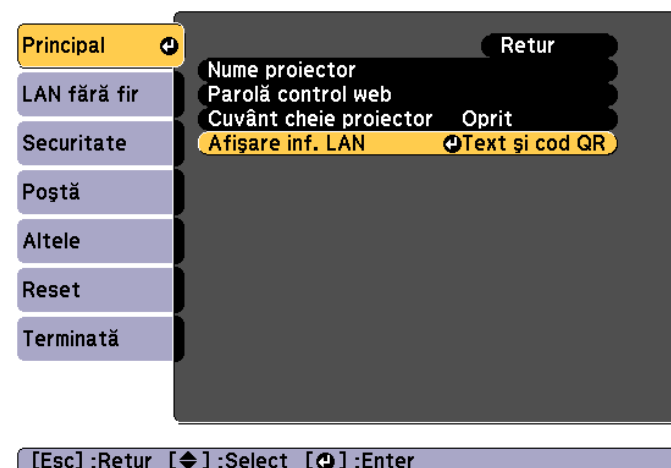 Principal
LAN fără fir
Securitate
Poştă
Altele
Reset
Terminată
Retur
Nume proiector
Parolă control web
Cuvânt cheie proiector Oprit
Afişare inf. LAN Text şi cod QR
[Esc] :Retur [◆] :Select [⏎] :Enter